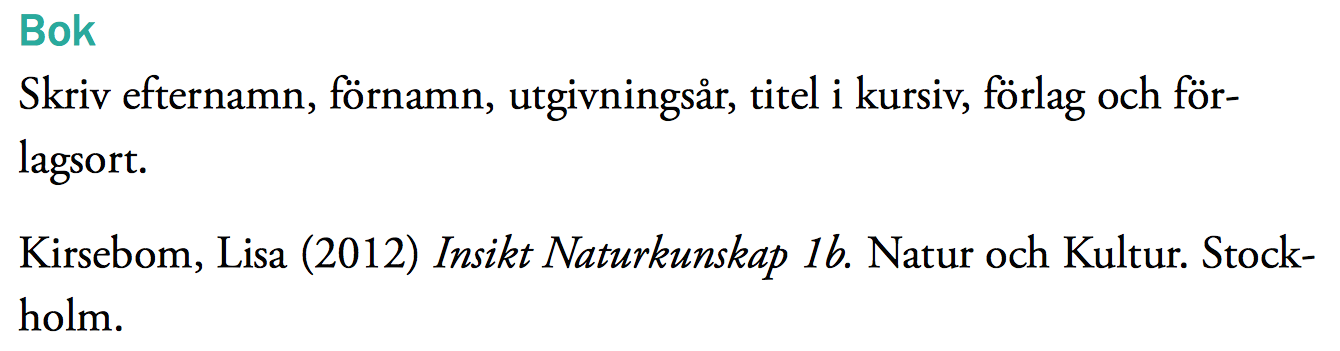 Bok
Skriv efternamn, förnamn, utgivningsår, titel i kursiv, förlag och för-
lagsort.
Kirsebom, Lisa (2012) Insikt Naturkunskap 1b. Natur och Kultur. Stock-
holm.